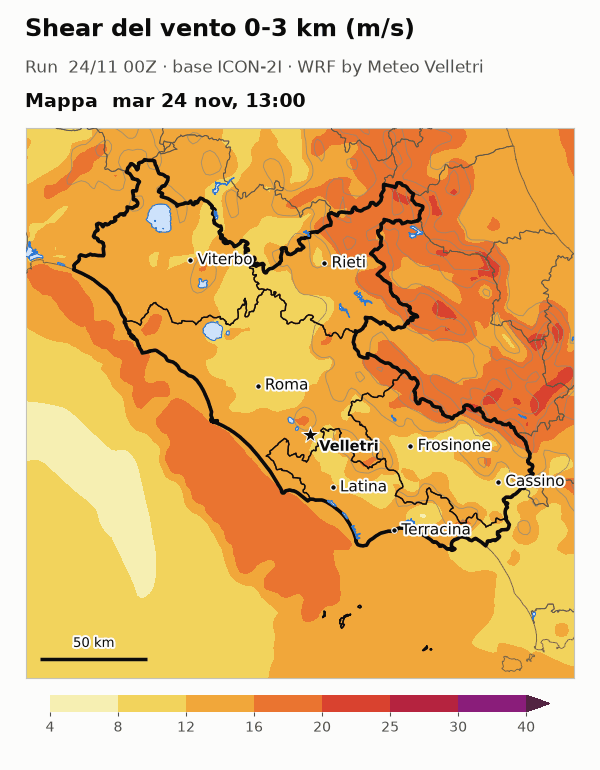 Shear del vento 0-3 km (m/s)
Run  24/11 00Z · base ICON-2I · WRF by Meteo Velletri
Mappa  mar 24 nov, 13:00
Viterbo
Rieti
Roma
Velletri
Frosinone
Latina
Cassino
Terracina
50 km
4 8 12 16 20 25 30 40